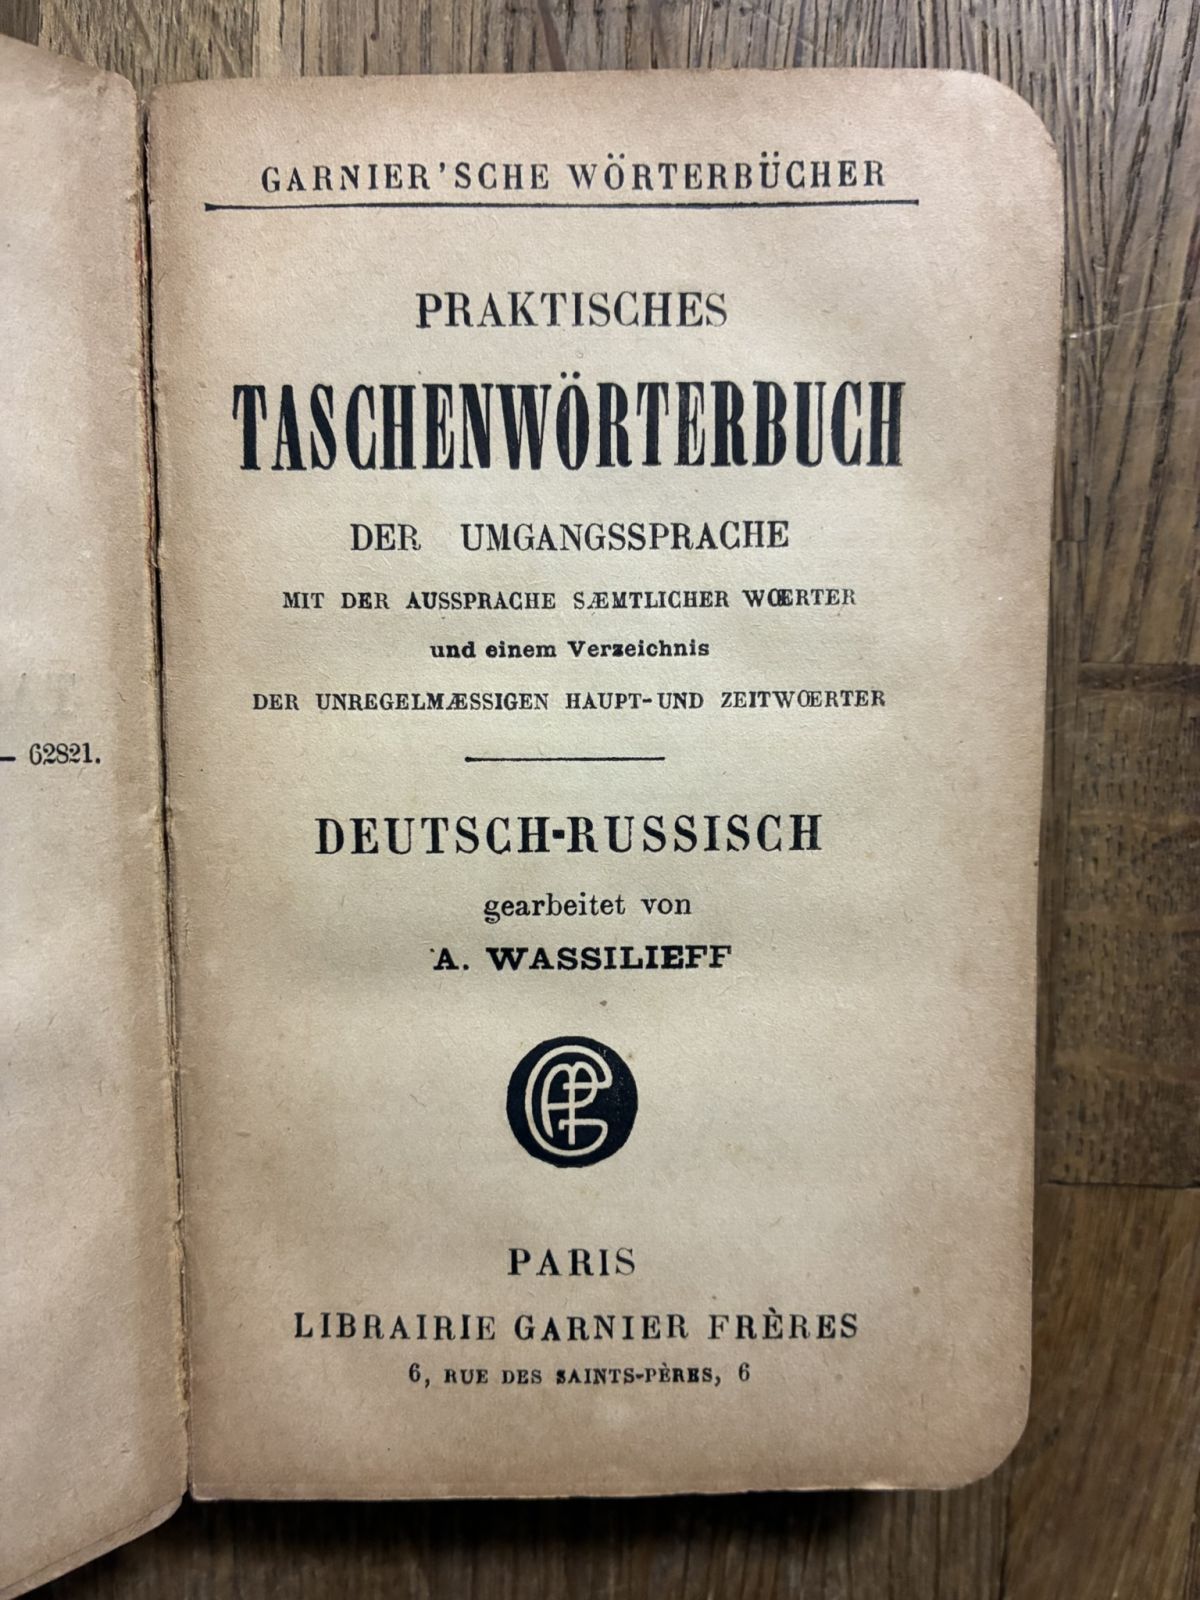 — 62821.
GARNIER'SCHE WÖRTERBÜCHER
PRAKTISCHES
TASCHENWÖRTERBUCH
DER UMGANGSSPRACHE
MIT DER AUSSPRACHE SÆMTLICHER WŒRTER
und einem Verzeichnis
DER UNREGELMÆSSIGEN HAUPT- UND ZEITWŒRTER
DEUTSCH-RUSSISCH
gearbeitet von
A. WASSILIEFF
PARIS
LIBRAIRIE GARNIER FRÈRES
6, RUE DES SAINTS-PÈRES, 6